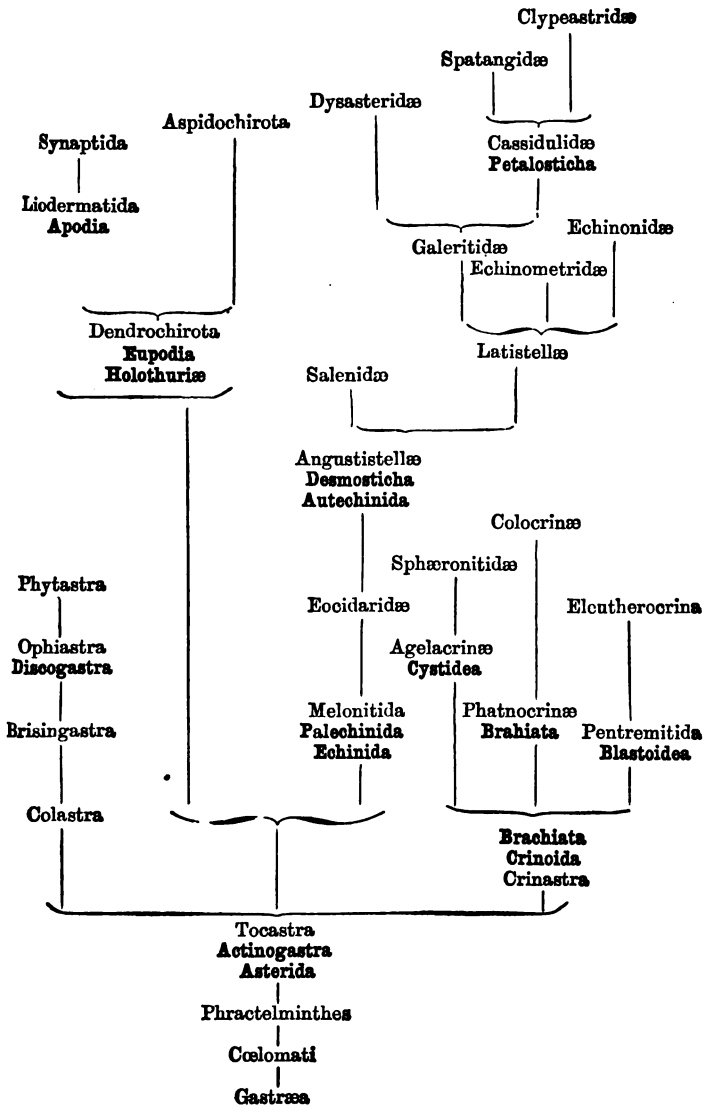 Clypeastridæ
Spatangidæ
Dysasteridæ
Aspidochirota
Synaptida
Cassidulidæ
Petalosticha
Liodermatida
Apodia
Echinonidæ
Galeritidæ
Echinometridæ
Dendrochirota
Eupodia
Holothuriæ
Latistellæ
Salenidæ
Angustistellæ
Desmosticha
Autechinida
Colocrinæ
Sphæronitidæ
Phytastra
Eocidaridæ
Elcutherocrina
Ophiastra
Discogastra
Agelacrinæ
Cystidea
Melonitida
Palechinida
Echinida
Phatnocrinæ
Brahiata
Brisingastra
Pentremitida
Blastoidea
Colastra
Brachiata
Crinoida
Crinastra
Tocastra
Actinogastra
Asterida
Phractelminthes
Cœlomati
Gastræa